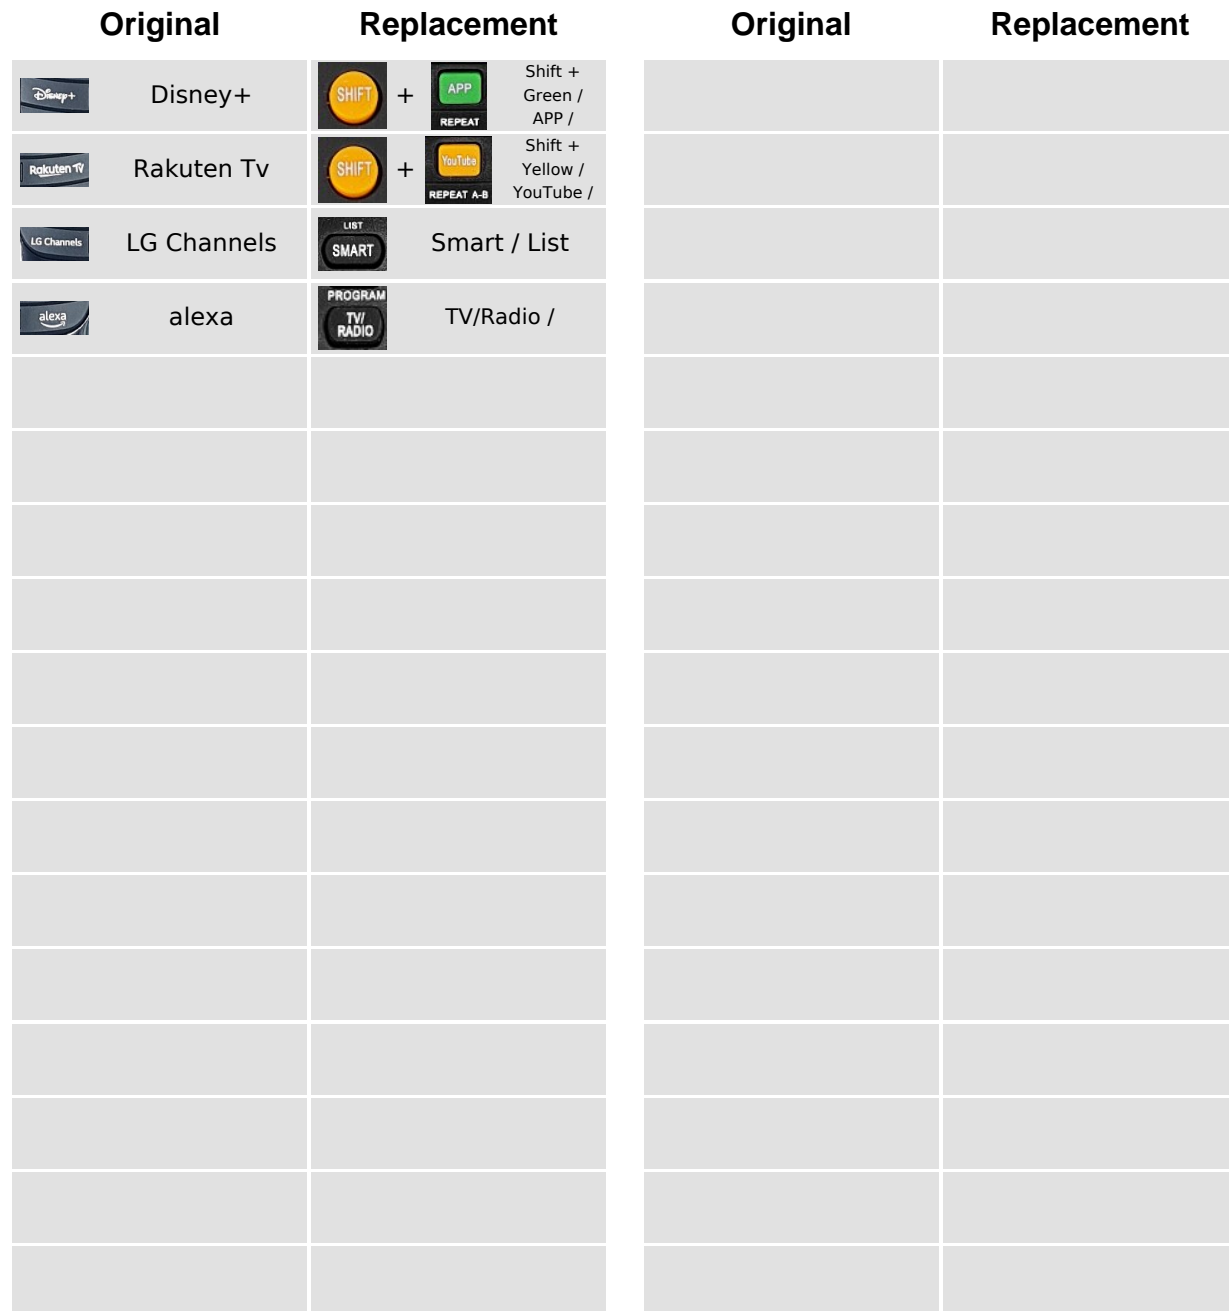 Original Replacement Original Replacement
Disney+ Disney+ SHIFT + APP REPEAT Shift +
Green /
APP /
Rakuten TV Rakuten Tv SHIFT + YouTube REPEAT A-B Shift +
Yellow /
YouTube /
LG Channels LG Channels LIST
SMART Smart / List
alexa alexa PROGRAM
TV/
RADIO TV/Radio /